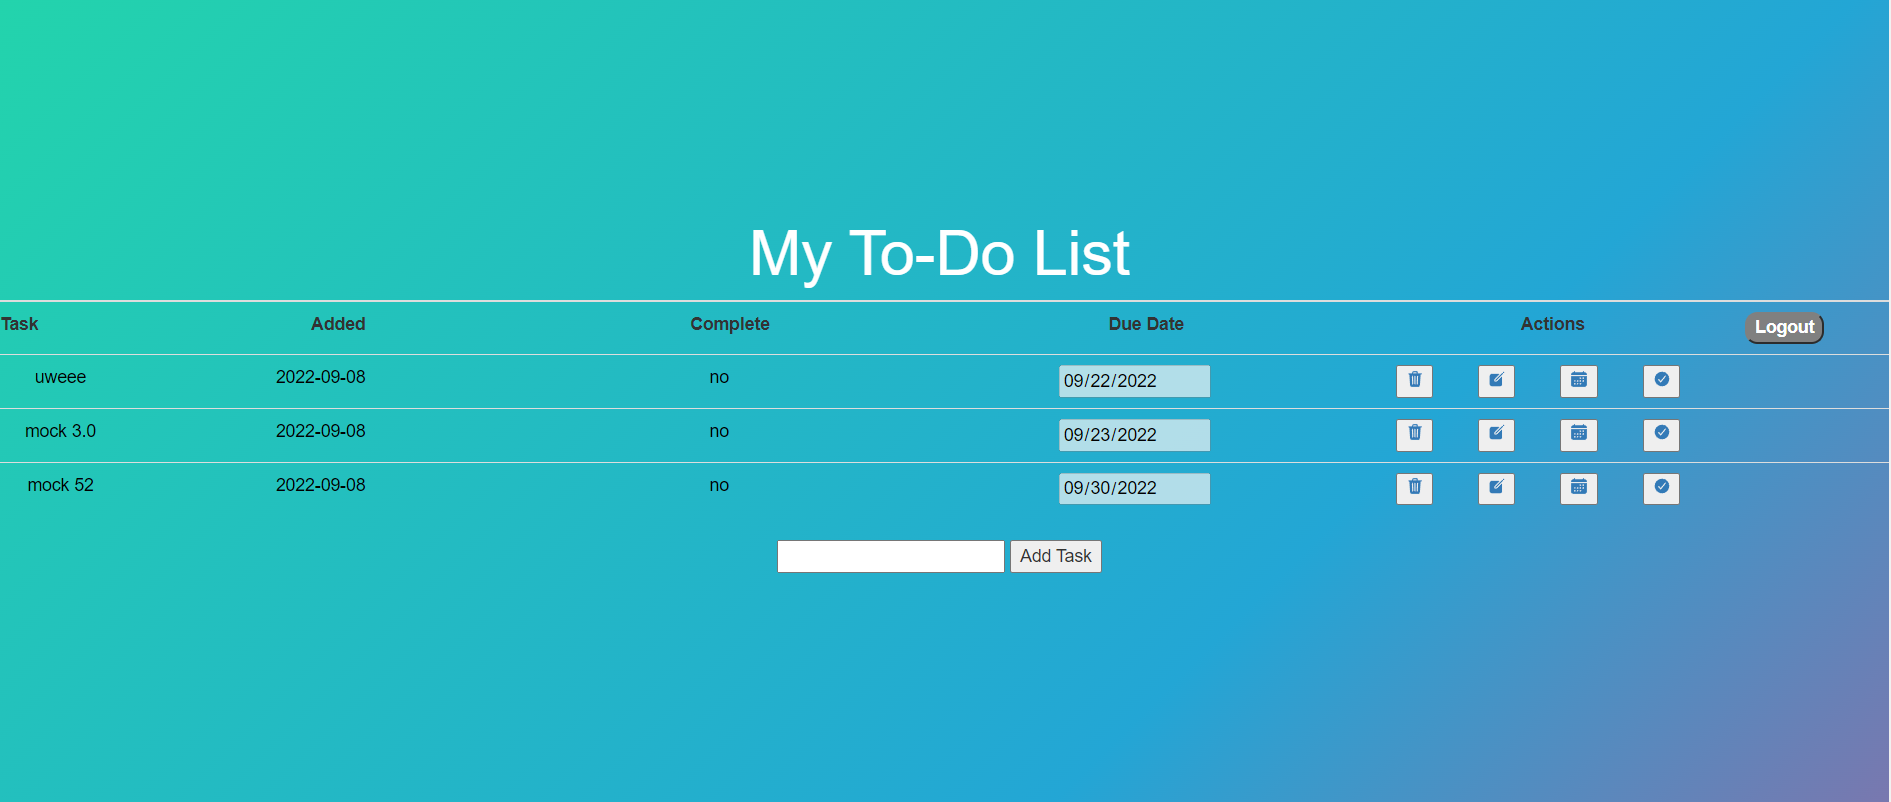 My To-Do List
Task Added Complete Due Date Actions Logout
uweee 2022-09-08 no 09/22/2022
mock 3.0 2022-09-08 no 09/23/2022
mock 52 2022-09-08 no 09/30/2022
Add Task